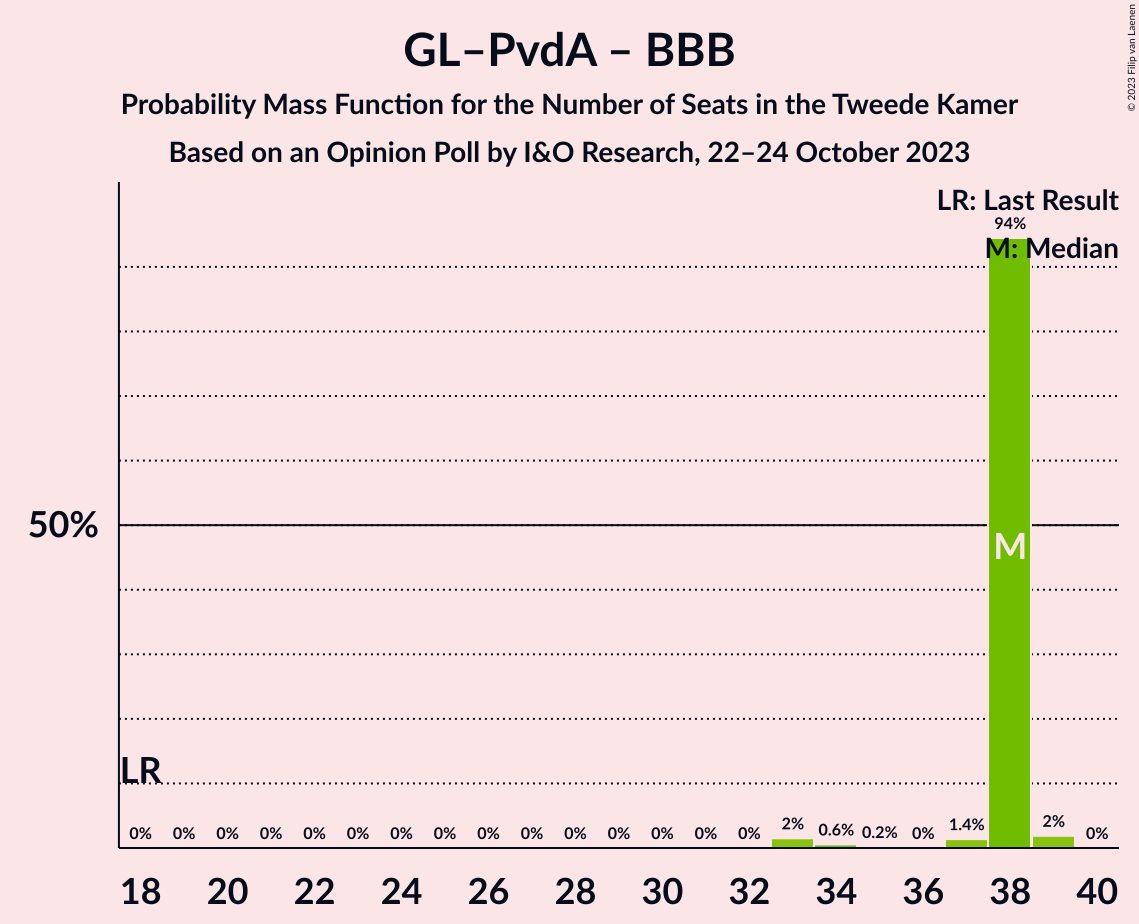 GL–PvdA – BBB
Probability Mass Function for the Number of Seats in the Tweede Kamer
Based on an Opinion Poll by I&O Research, 22–24 October 2023
© 2023 Filip van Laenen
LR: Last Result
94%
M: Median
50%
M
LR
0% 0% 0% 0% 0% 0% 0% 0% 0% 0% 0% 0% 0% 0% 0% 2% 0.6% 0.2% 0% 1.4% 2% 0%
18 20 22 24 26 28 30 32 34 36 38 40